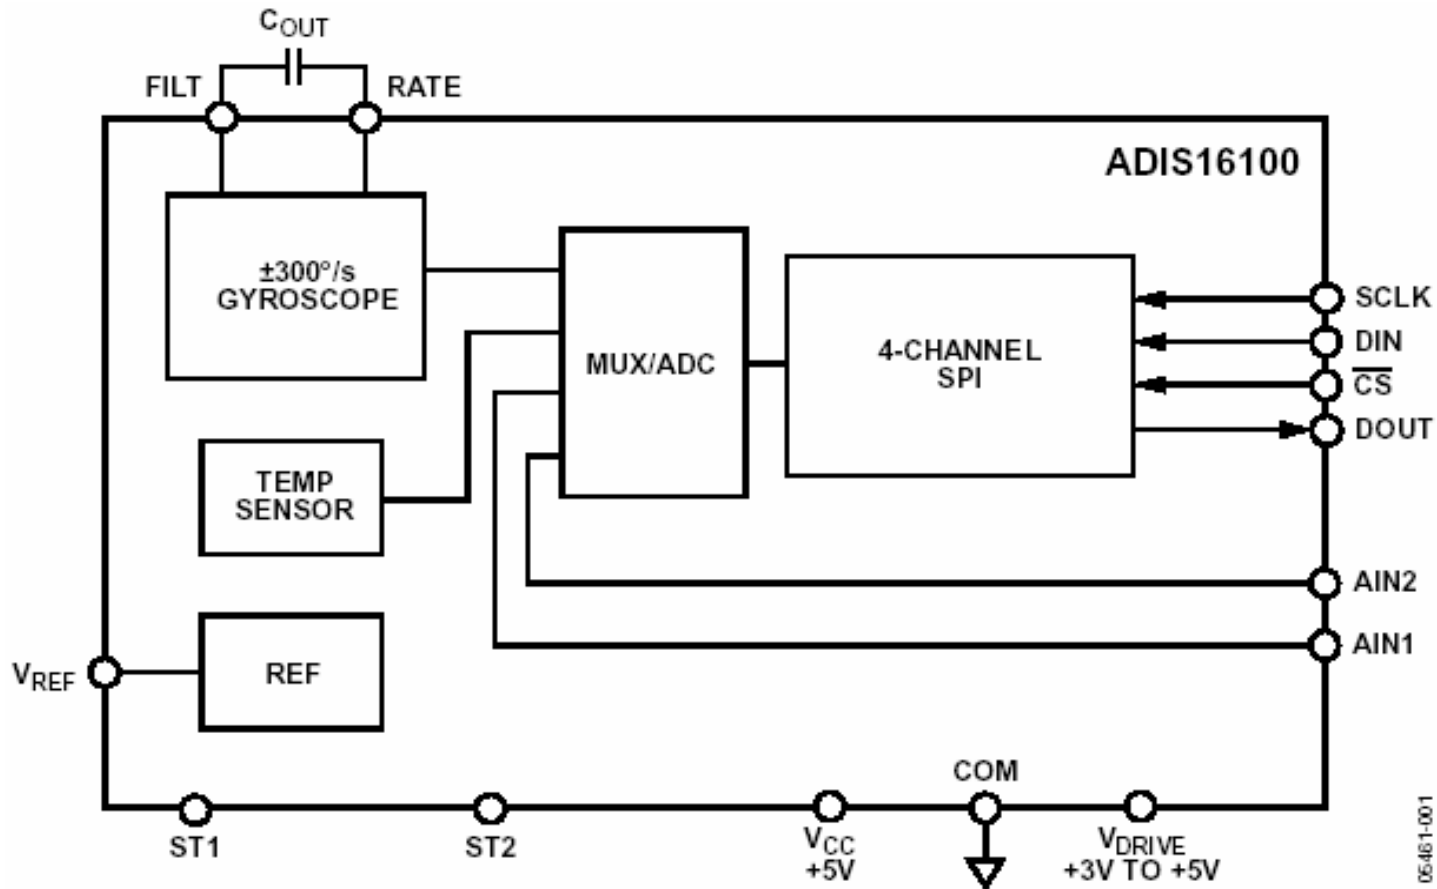 COUT
FILT
RATE
ADIS16100
±300°/s
GYROSCOPE
MUX/ADC
4-CHANNEL
SPI
SCLK
DIN
CS
DOUT
TEMP
SENSOR
AIN2
AIN1
VREF
REF
COM
ST1
ST2
VCC
+5V
VDRIVE
+3V TO +5V
05461-001